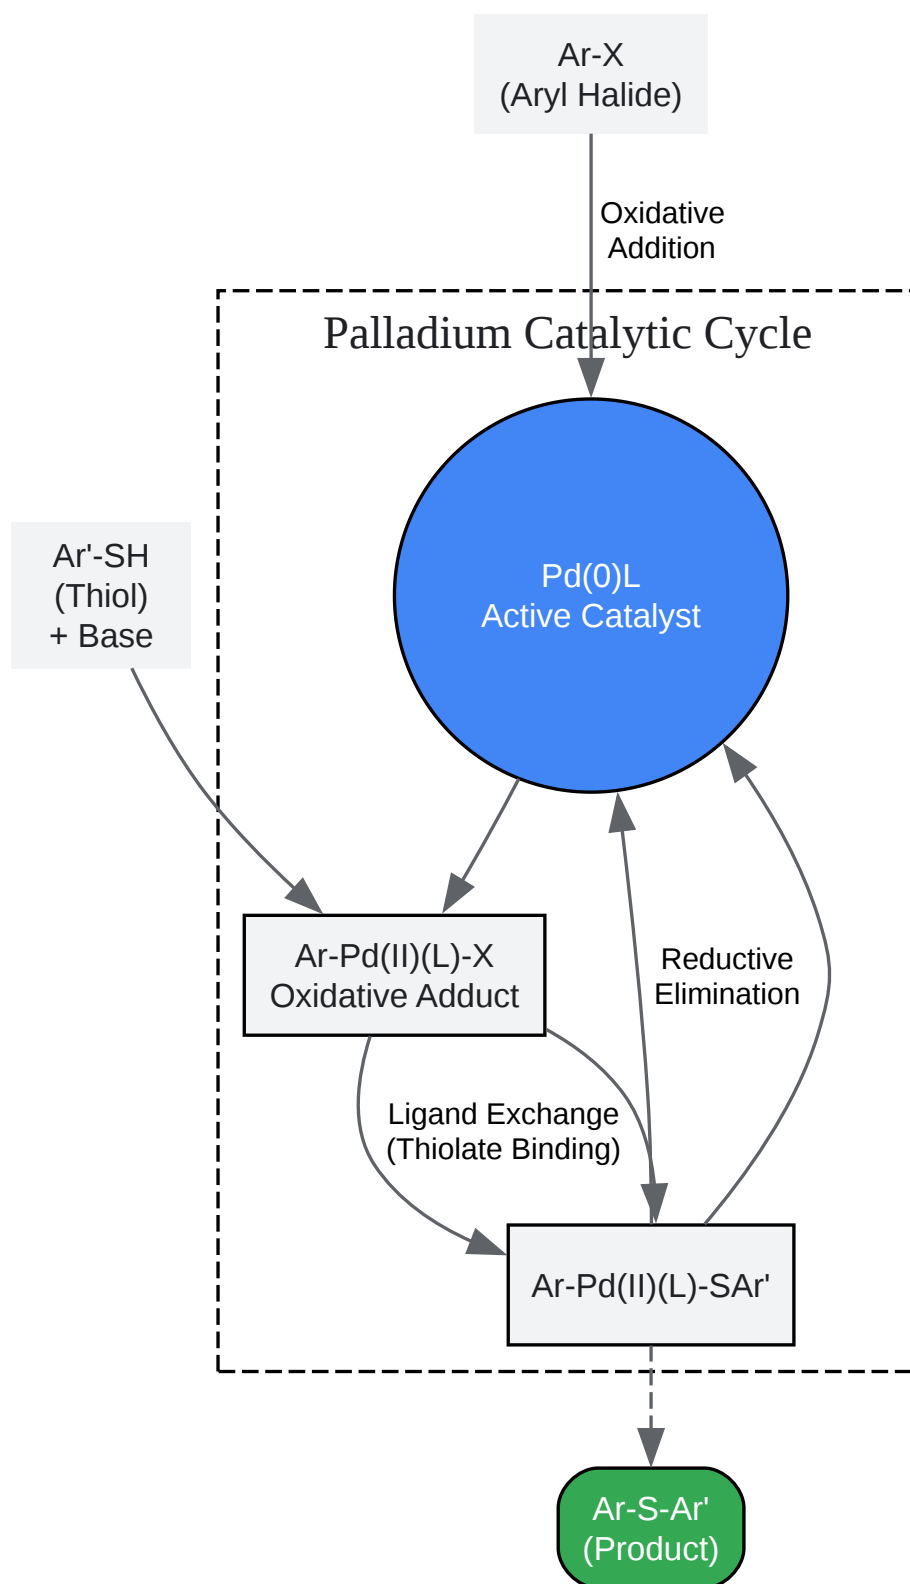 Ar-X
(Aryl Halide)
Oxidative
Addition
Palladium Catalytic Cycle
Pd(0)L
Active Catalyst
Ar'-SH
(Thiol)
+ Base
Ar-Pd(II)(L)-X
Oxidative Adduct
Reductive
Elimination
Ligand Exchange
(Thiolate Binding)
Ar-Pd(II)(L)-SAr'
Ar-S-Ar'
(Product)